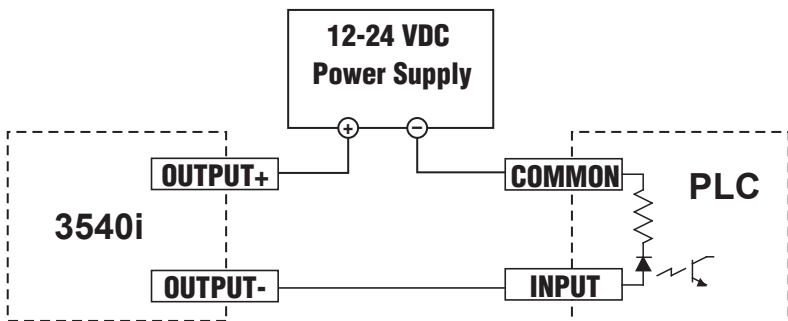 12-24 VDC
Power Supply
+ −
OUTPUT+
COMMON
PLC
3540i
OUTPUT-
INPUT